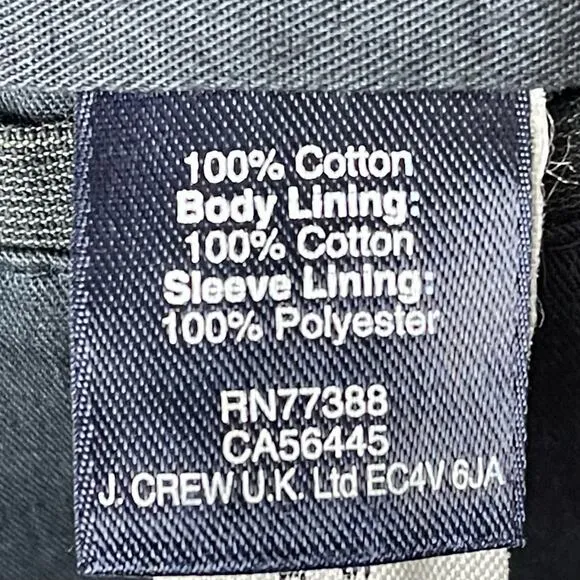 100% Cotton
Body Lining:
100% Cotton
Sleeve Lining:
100% Polyester
RN77388
CA56445
J. CREW U.K. Ltd EC4V 6JA